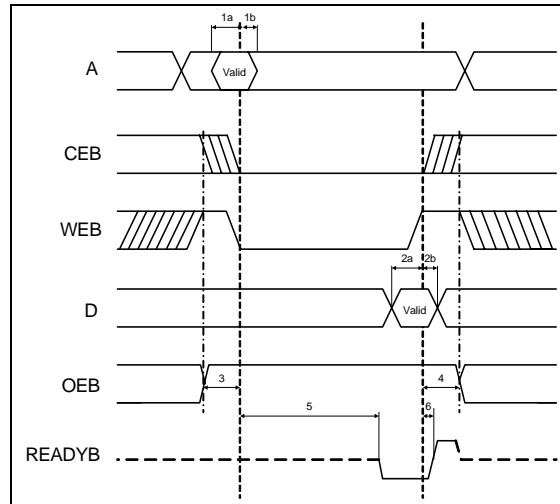 1a 1b
A
Valid
CEB
WEB
2a 2b
D
Valid
OEB
3 4
5 6
READYB